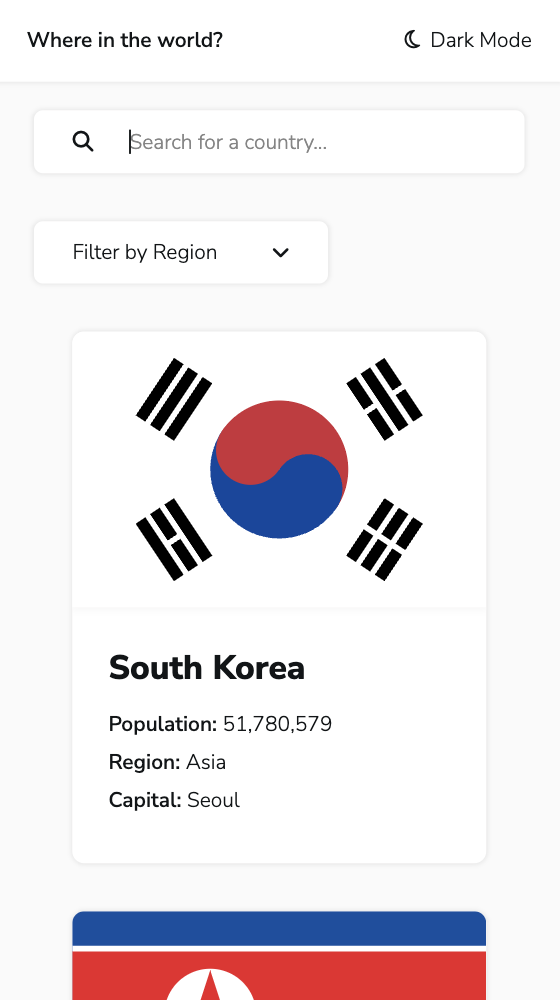 Where in the world?
Dark Mode
Search for a country...
Filter by Region
South Korea
Population: 51,780,579
Region: Asia
Capital: Seoul